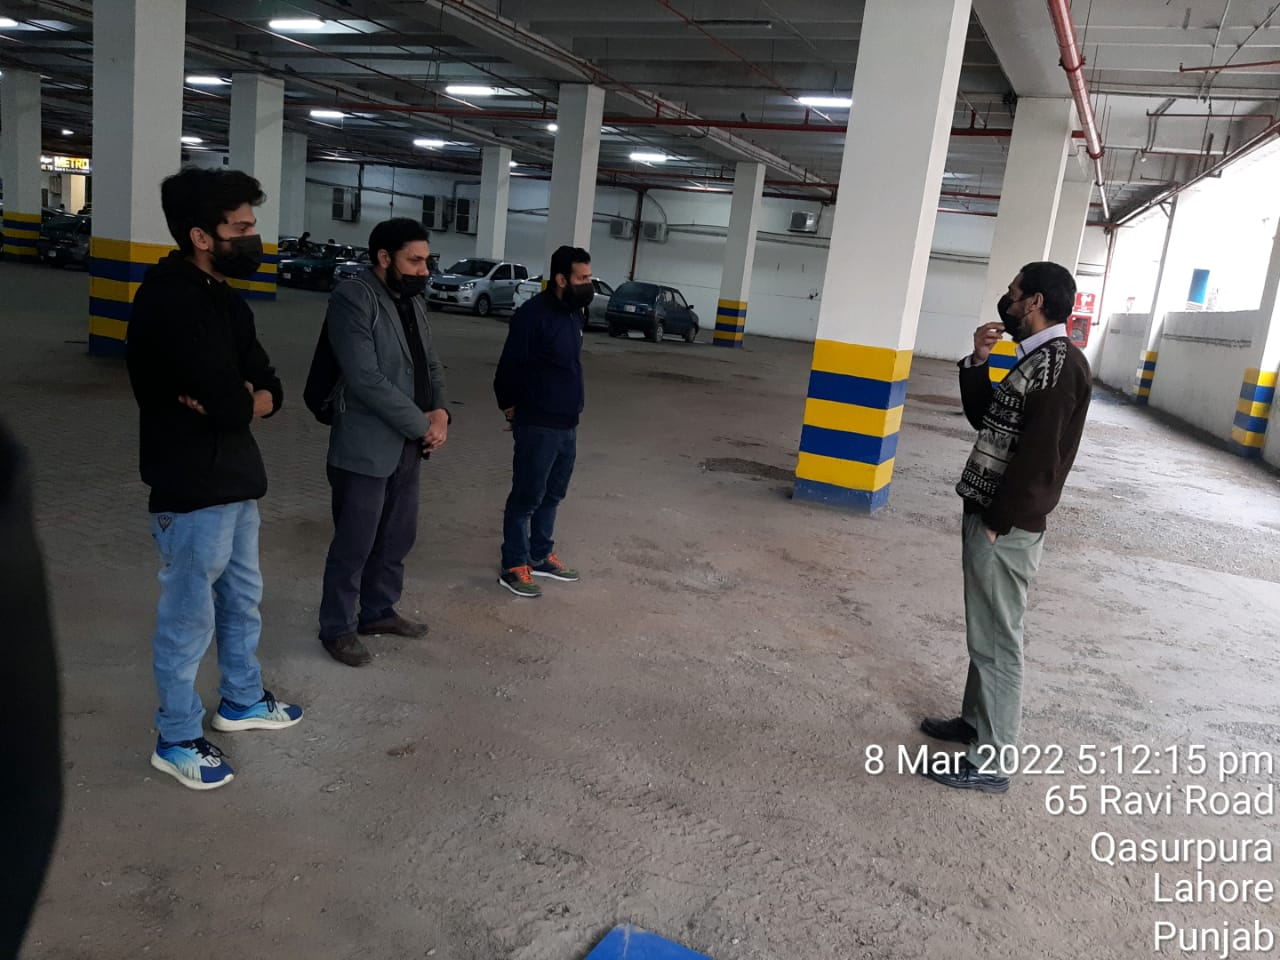 METRO
8 Mar 2022 5:12:15 pm
65 Ravi Road
Qasurpura
Lahore
Punjab